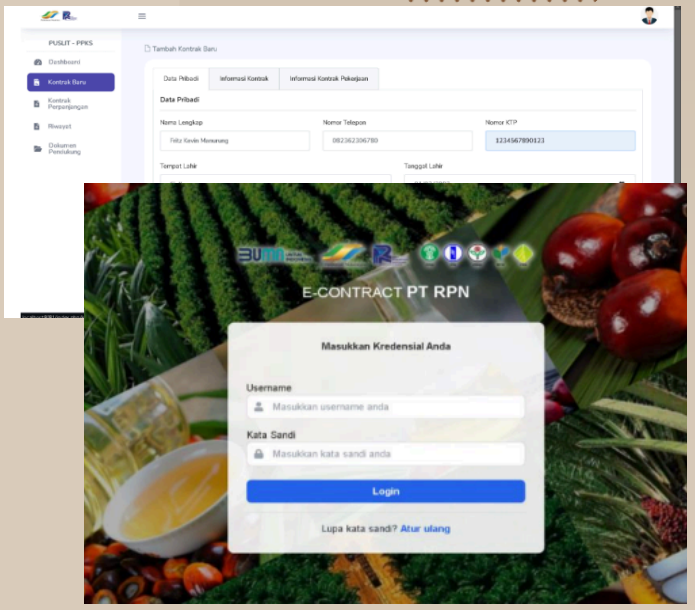 PUSLIT - PPKS
Dashboard
Kontrak Baru
Kontrak
Perpanjangan
Riwayat
Dokumen
Pendukung
Tambah Kontrak Baru
Data Pribadi
Informasi Kontrak
Informasi Kontrak Pekerjaan
Data Pribadi
Nama Lengkap
Nomor Telepon
Nomor KTP
Fritz Kevin Manurung
082362306780
1234567890123
Tempat Lahir
Tanggal Lahir
BUMN
E-CONTRACT PT RPN
Masukkan Kredensial Anda
Username
Masukkan username anda
Kata Sandi
Masukkan kata sandi anda
Login
Lupa kata sandi? Atur ulang